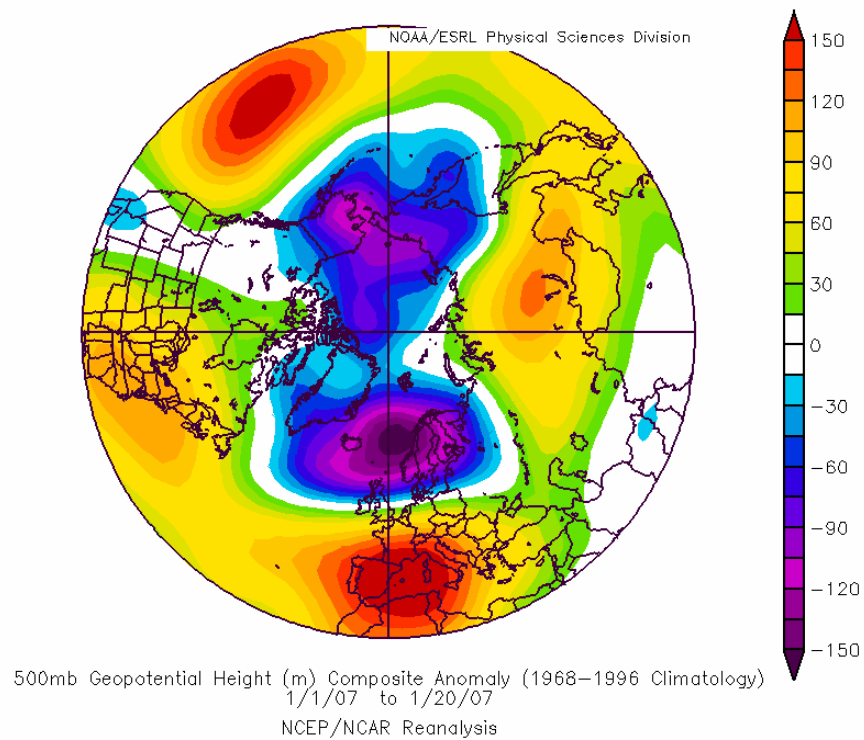 NOAA/ESRL Physical Sciences Division
150
120
90
60
30
0
−30
−60
−90
−120
−150
500mb Geopotential Height (m) Composite Anomaly (1968−1996 Climatology)
1/1/07 to 1/20/07
NCEP/NCAR Reanalysis